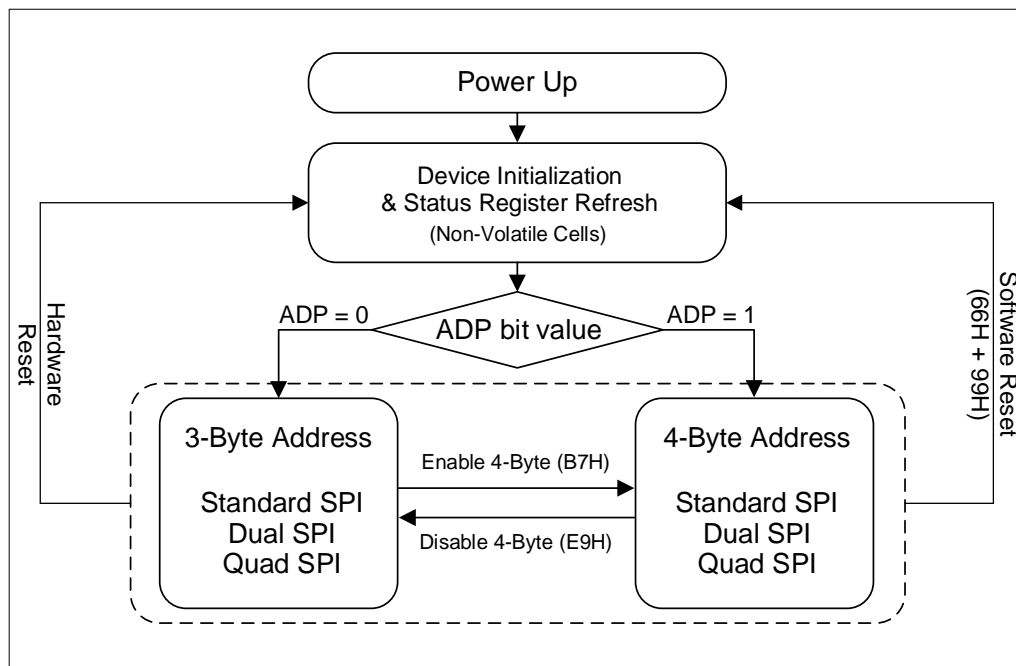 Power Up
Device Initialization
& Status Register Refresh
(Non-Volatile Cells)
Hardware
Reset
Software Reset
(66H + 99H)
ADP = 0
ADP bit value
ADP = 1
3-Byte Address
Standard SPI
Dual SPI
Quad SPI
Enable 4-Byte (B7H)
Disable 4-Byte (E9H)
4-Byte Address
Standard SPI
Dual SPI
Quad SPI